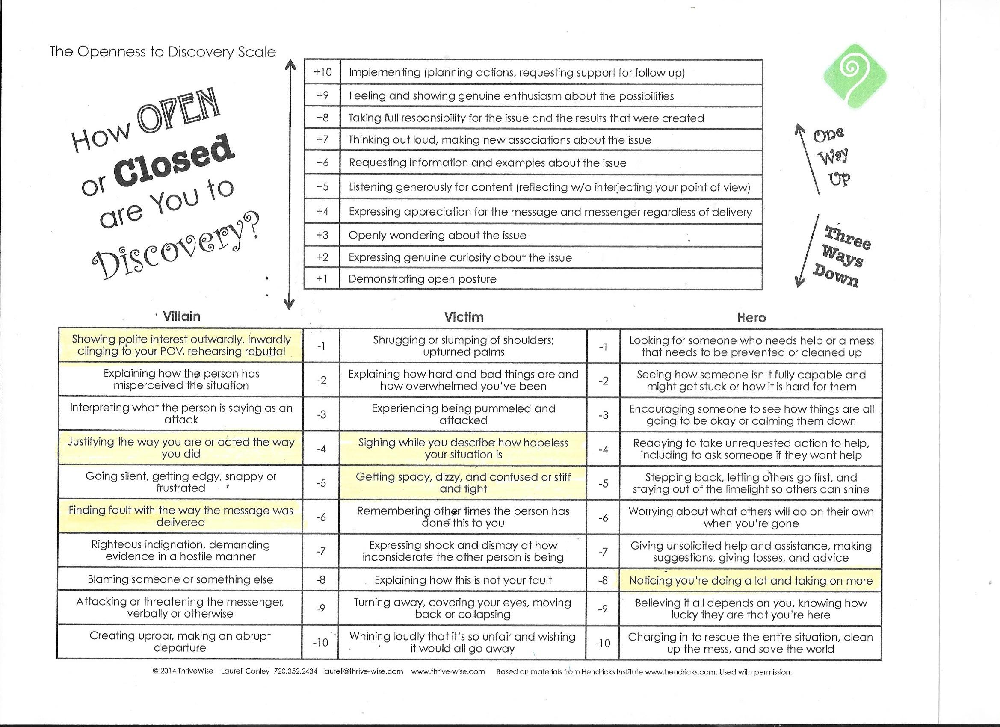 The Openness to Discovery Scale
How OPEN
or Closed
are You to
Discovery?
+10 Implementing (planning actions, requesting support for follow up)
+9 Feeling and showing genuine enthusiasm about the possibilities
+8 Taking full responsibility for the issue and the results that were created
+7 Thinking out loud, making new associations about the issue
+6 Requesting information and examples about the issue
+5 Listening generously for content (reflecting w/o interjecting your point of view)
+4 Expressing appreciation for the message and messenger regardless of delivery
+3 Openly wondering about the issue
+2 Expressing genuine curiosity about the issue
+1 Demonstrating open posture
One
Way
Up
Three
Ways
Down
Villain Victim Hero
Showing polite interest outwardly, inwardly
clinging to your POV, rehearsing rebuttal
-1
Shrugging or slumping of shoulders;
upturned palms
-1
Looking for someone who needs help or a mess
that needs to be prevented or cleaned up
Explaining how the person has
misperceived the situation
-2
Explaining how hard and bad things are and
how overwhelmed you've been
-2
Seeing how someone isn't fully capable and
might get stuck or how it is hard for them
Interpreting what the person is saying as an
attack
-3
Experiencing being pummeled and
attacked
-3
Encouraging someone to see how things are all
going to be okay or calming them down
Justifying the way you are or acted the way
you did
-4
Sighing while you describe how hopeless
your situation is
-4
Readying to take unrequested action to help,
including to ask someone if they want help
Going silent, getting edgy, snappy or
frustrated
-5
Getting spacy, dizzy, and confused or stiff
and tight
-5
Stepping back, letting others go first, and
staying out of the limelight so others can shine
Finding fault with the way the message was
delivered
-6
Remembering other times the person has
done this to you
-6
Worrying about what others will do on their own
when you're gone
Righteous indignation, demanding
evidence in a hostile manner
-7
Expressing shock and dismay at how
inconsiderate the other person is being
-7
Giving unsolicited help and assistance, making
suggestions, giving tosses, and advice
Blaming someone or something else
-8
Explaining how this is not your fault
-8
Noticing you're doing a lot and taking on more
Attacking or threatening the messenger,
verbally or otherwise
-9
Turning away, covering your eyes, moving
back or collapsing
-9
Believing it all depends on you, knowing how
lucky they are that you're here
Creating uproar, making an abrupt
departure
-10
Whining loudly that it's so unfair and wishing
it would all go away
-10
Charging in to rescue the entire situation, clean
up the mess, and save the world
© 2014 ThriveWise Laureli Conley 720.352.2434 laureli@thrive-wise.com www.thrive-wise.com Based on materials from Hendricks Institute www.hendricks.com. Used with permission.